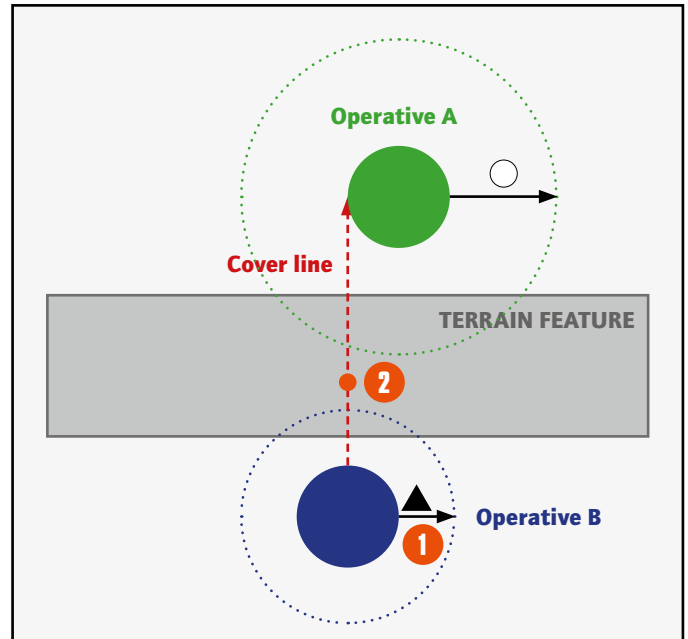 Operative A
Cover line
TERRAIN FEATURE
2
Operative B
1